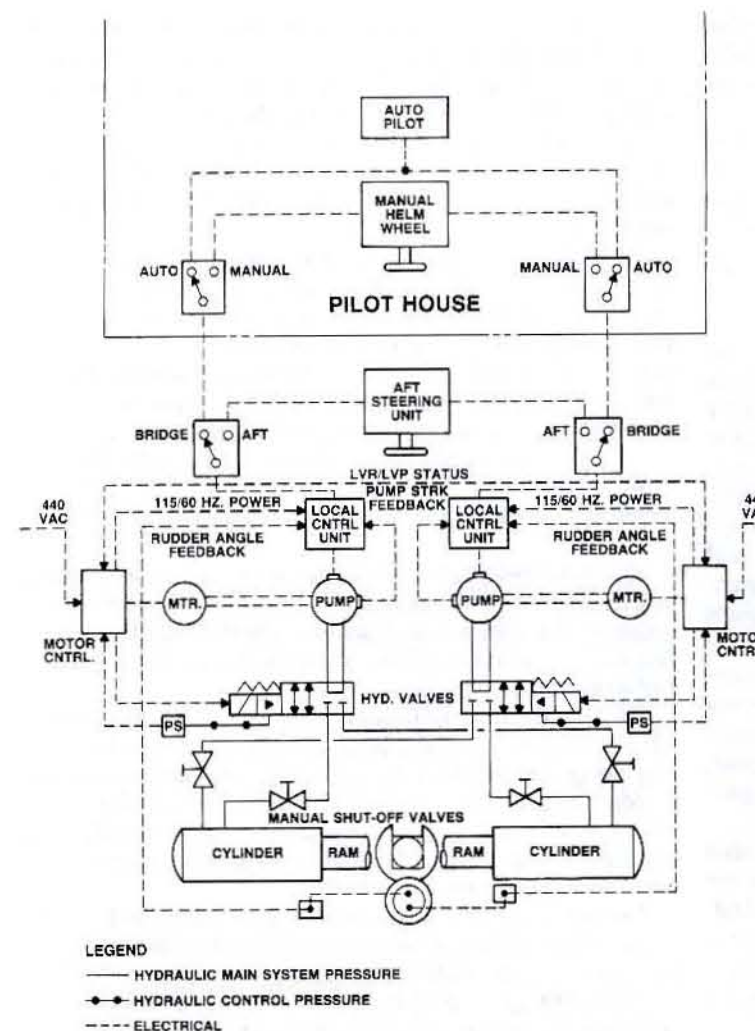 AUTO
PILOT
MANUAL
HELM
WHEEL
AUTO
MANUAL
MANUAL
AUTO
PILOT HOUSE
AFT
STEERING
UNIT
BRIDGE
AFT
AFT
BRIDGE
LVR/LVP STATUS
440
VAC
115/60 HZ. POWER
PUMP STRK
FEEDBACK
115/60 HZ. POWER
LOCAL
CNTRL
UNIT
LOCAL
CNTRL
UNIT
RUDDER ANGLE
FEEDBACK
RUDDER ANGLE
FEEDBACK
MTR.
PUMP
PUMP
MTR.
MOTOR
CNTRL.
HYD. VALVES
PS
PS
MANUAL SHUT-OFF VALVES
CYLINDER
RAM
RAM
CYLINDER
LEGEND
HYDRAULIC MAIN SYSTEM PRESSURE
HYDRAULIC CONTROL PRESSURE
ELECTRICAL